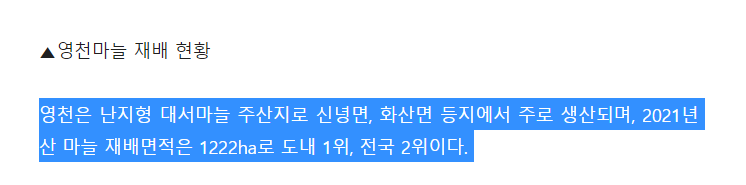 ▲영천마늘 재배 현황
영천은 난지형 대서마늘 주산지로 신녕면, 화산면 등지에서 주로 생산되며, 2021년
산 마늘 재배면적은 1222ha로 도내 1위, 전국 2위이다.